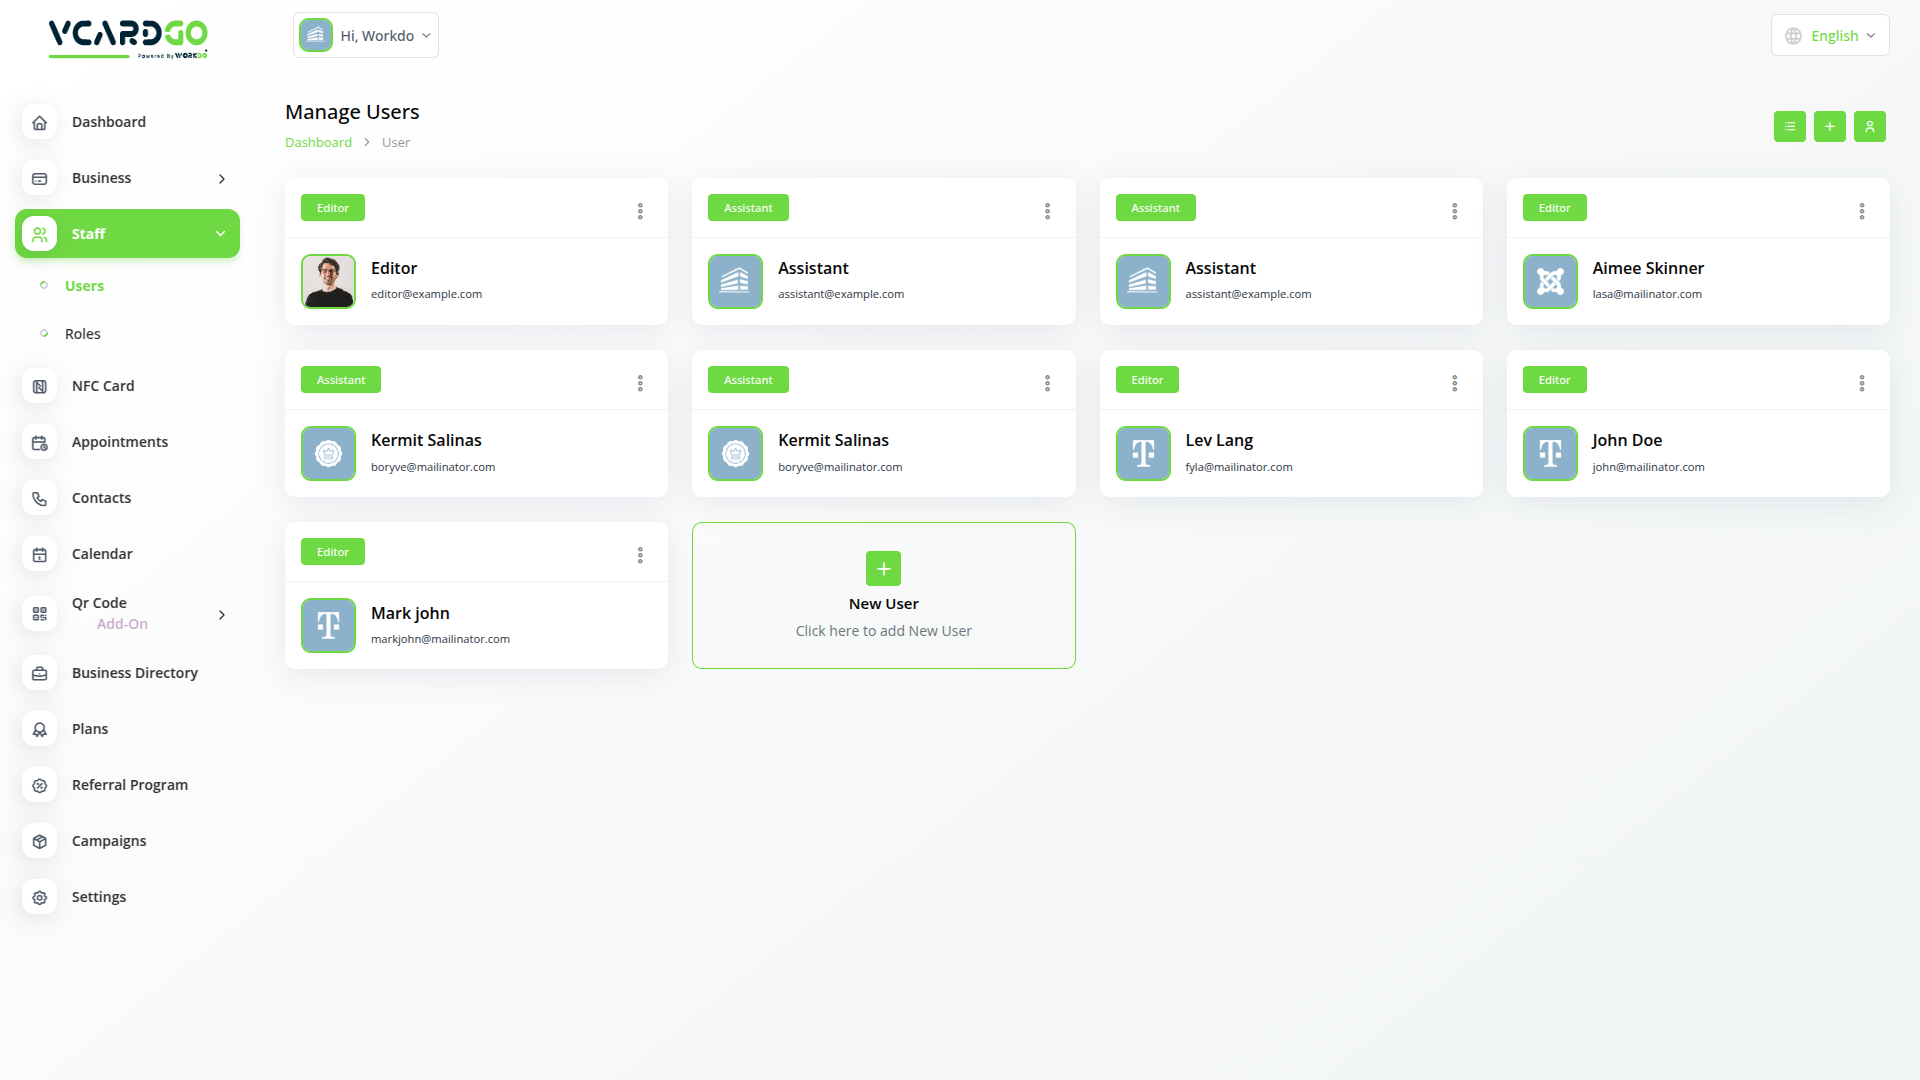 VCARDGO
Powered by WORKDO
Hi, Workdo
English
Dashboard
Business
Staff
Users
Roles
NFC Card
Appointments
Contacts
Calendar
Qr Code
Add-On
Business Directory
Plans
Referral Program
Campaigns
Settings
Manage Users
Dashboard > User
Editor
Editor
editor@example.com
Assistant
Assistant
assistant@example.com
Assistant
Assistant
assistant@example.com
Editor
Aimee Skinner
lasa@mailinator.com
Assistant
Kermit Salinas
boryve@mailinator.com
Assistant
Kermit Salinas
boryve@mailinator.com
Editor
Lev Lang
fyla@mailinator.com
Editor
John Doe
john@mailinator.com
Editor
Mark john
markjohn@mailinator.com
New User
Click here to add New User